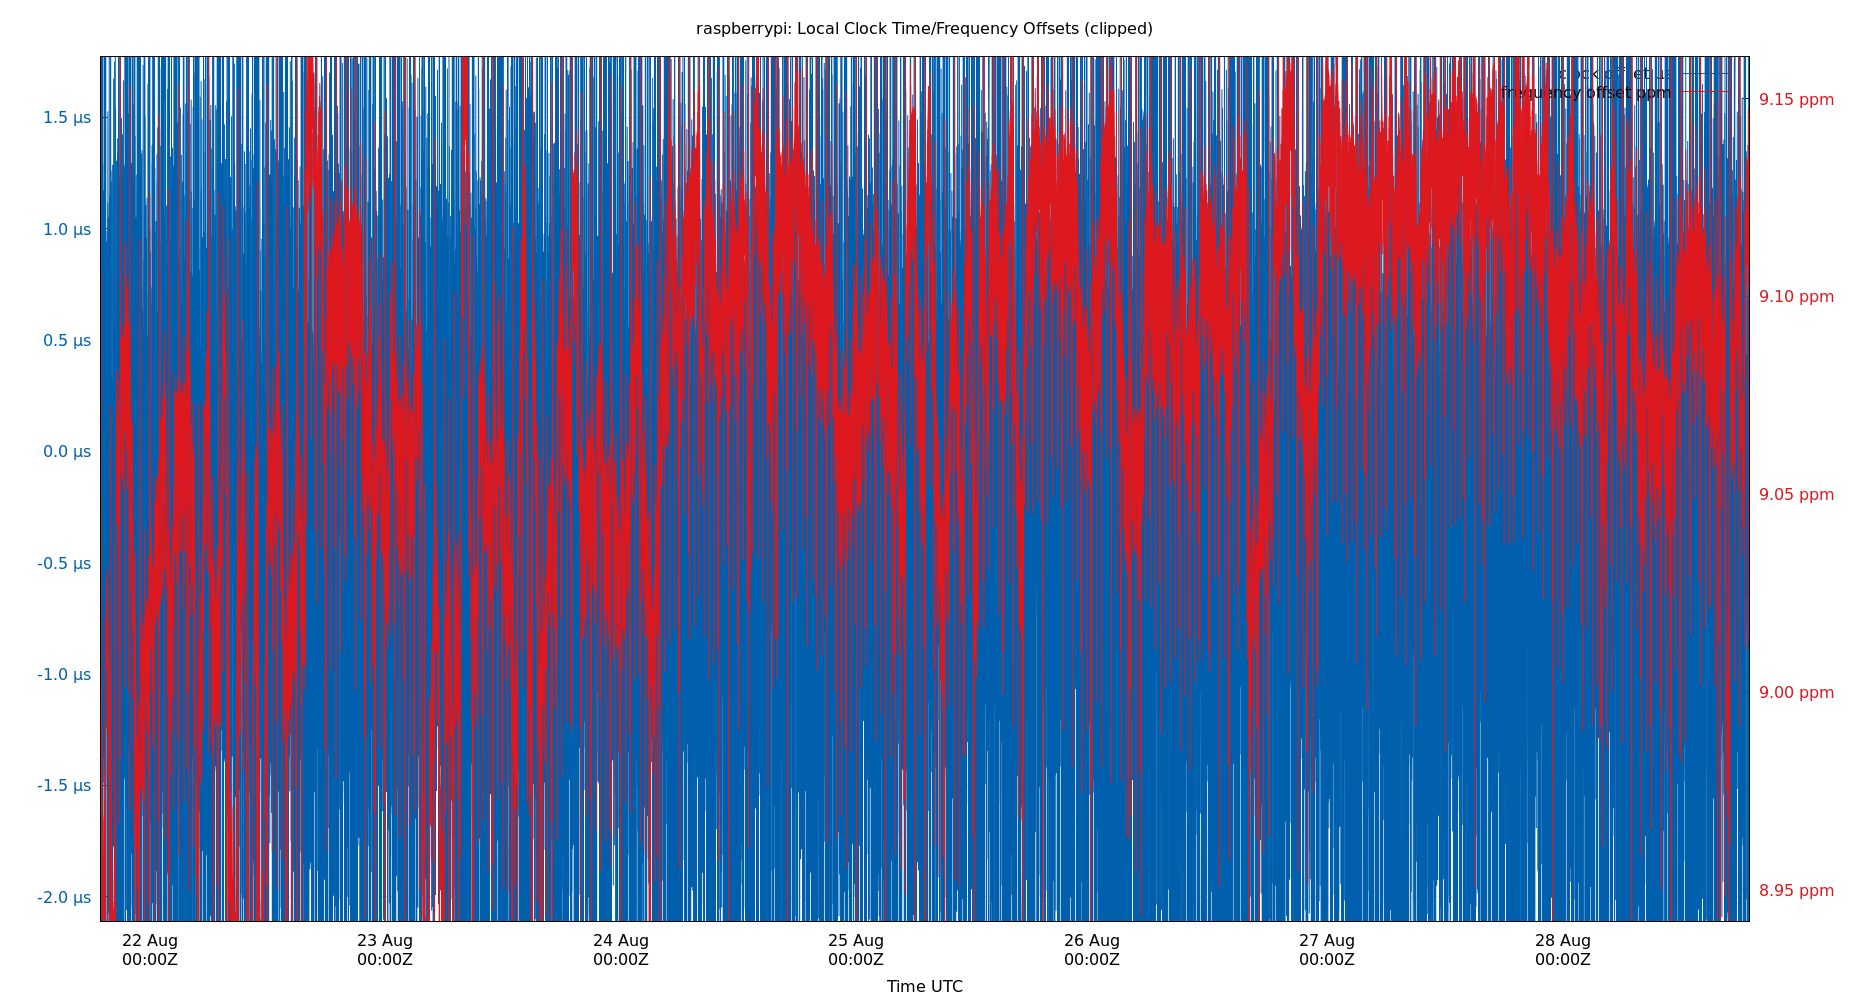 raspberrypi: Local Clock Time/Frequency Offsets (clipped)
clock offset µs
frequency offset ppm
1.5 µs
1.0 µs
0.5 µs
0.0 µs
-0.5 µs
-1.0 µs
-1.5 µs
-2.0 µs
9.15 ppm
9.10 ppm
9.05 ppm
9.00 ppm
8.95 ppm
22 Aug 23 Aug 24 Aug 25 Aug 26 Aug 27 Aug 28 Aug
00:00Z 00:00Z 00:00Z 00:00Z 00:00Z 00:00Z 00:00Z
Time UTC